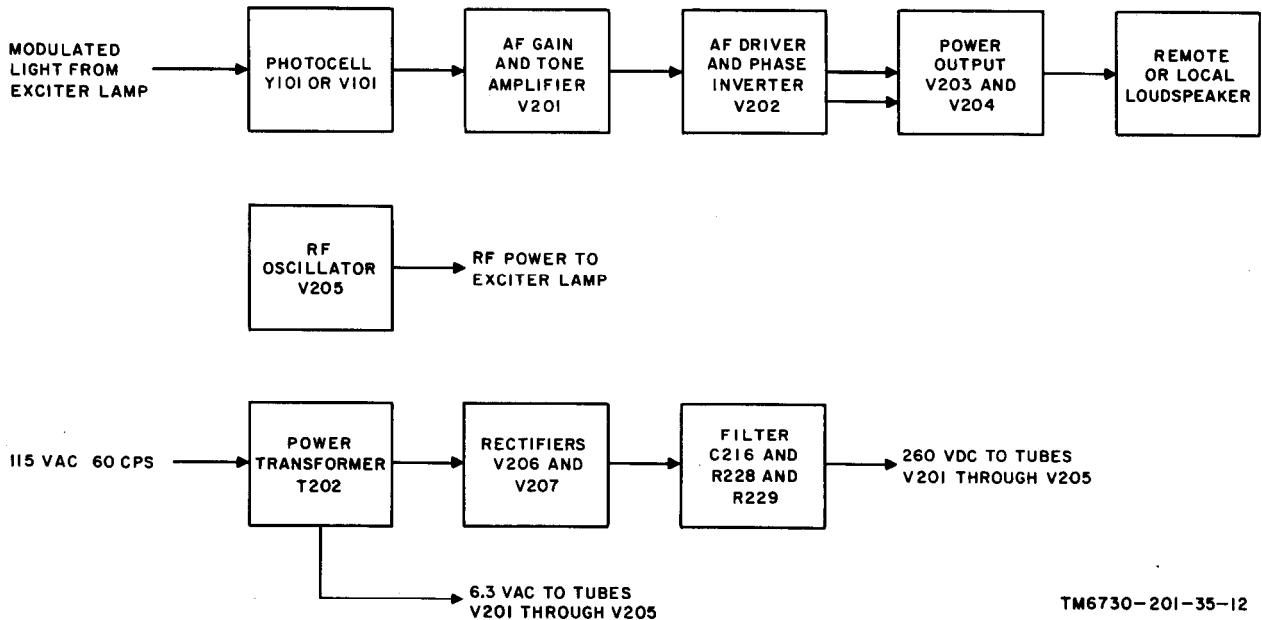 MODULATED
LIGHT FROM
EXCITER LAMP
PHOTOCELL
Y101 OR V101
AF GAIN
AND TONE
AMPLIFIER
V201
AF DRIVER
AND PHASE
INVERTER
V202
POWER
OUTPUT
V203 AND
V204
REMOTE
OR LOCAL
LOUDSPEAKER
RF
OSCILLATOR
V205
RF POWER TO
EXCITER LAMP
115 VAC 60 CPS
POWER
TRANSFORMER
T202
RECTIFIERS
V206 AND
V207
FILTER
C216 AND
R228 AND
R229
260 VDC TO TUBES
V201 THROUGH V205
6.3 VAC TO TUBES
V201 THROUGH V205
TM6730-201-35-12